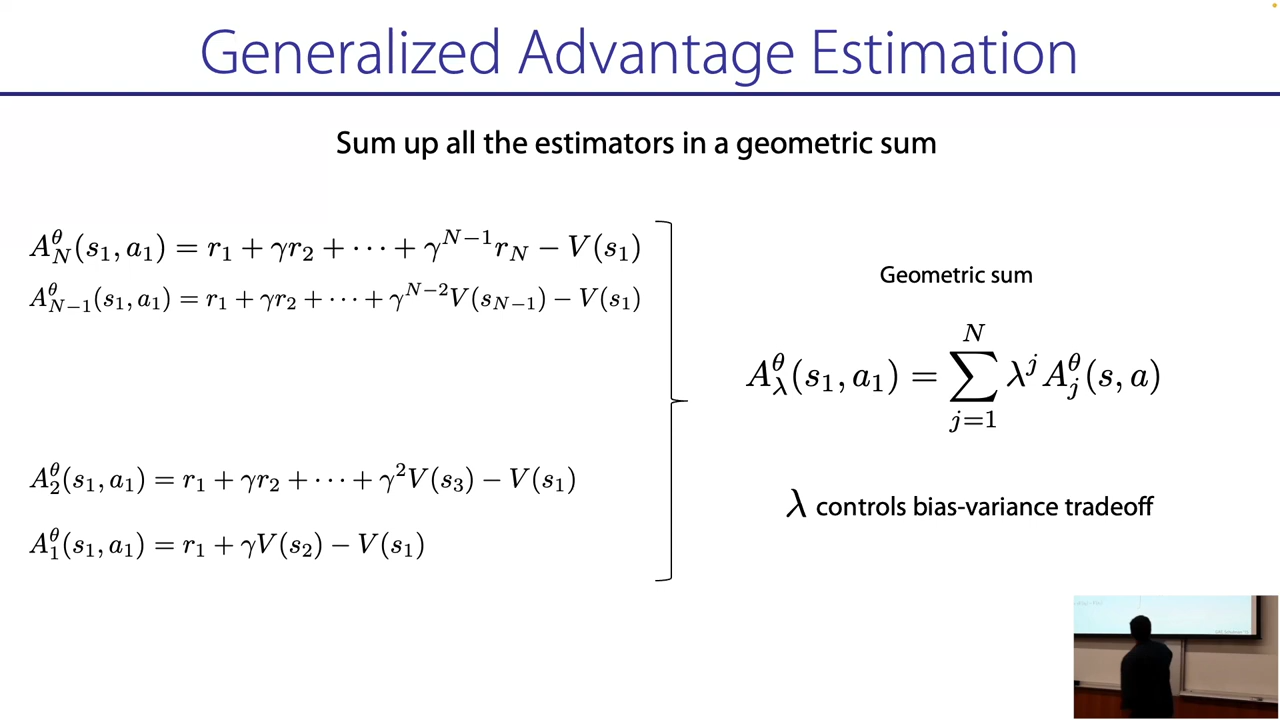 Generalized Advantage Estimation
Sum up all the estimators in a geometric sum
A^θ_N(s_1, a_1) = r_1 + γr_2 + ··· + γ^{N−1}r_N − V(s_1)
A^θ_{N−1}(s_1, a_1) = r_1 + γr_2 + ··· + γ^{N−2}V(s_{N−1}) − V(s_1)
A^θ_2(s_1, a_1) = r_1 + γr_2 + ··· + γ^2V(s_3) − V(s_1)
A^θ_1(s_1, a_1) = r_1 + γV(s_2) − V(s_1)
Geometric sum
A^θ_λ(s_1, a_1) = ∑_{j=1}^{N} λ^j A^θ_j(s, a)
λ controls bias-variance tradeoff